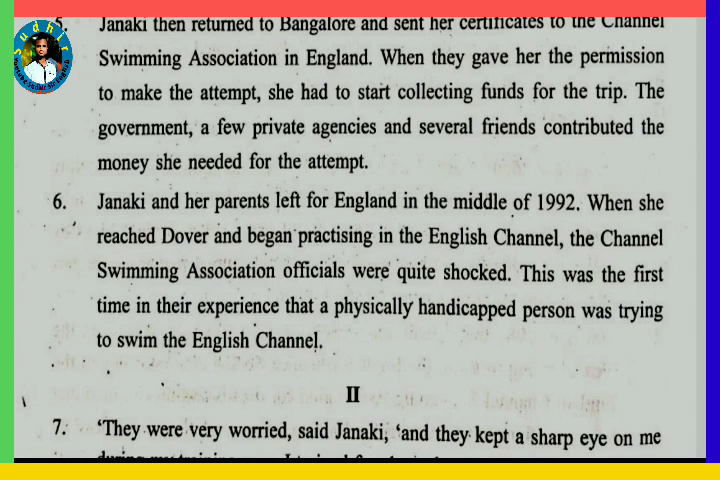 Sudhir
5. Janaki then returned to Bangalore and sent her certificates to the Channel
Swimming Association in England. When they gave her the permission
to make the attempt, she had to start collecting funds for the trip. The
government, a few private agencies and several friends contributed the
money she needed for the attempt.
6. Janaki and her parents left for England in the middle of 1992. When she
reached Dover and began practising in the English Channel, the Channel
Swimming Association officials were quite shocked. This was the first
time in their experience that a physically handicapped person was trying
to swim the English Channel.
II
7. ‘They were very worried, said Janaki, ‘and they kept a sharp eye on me